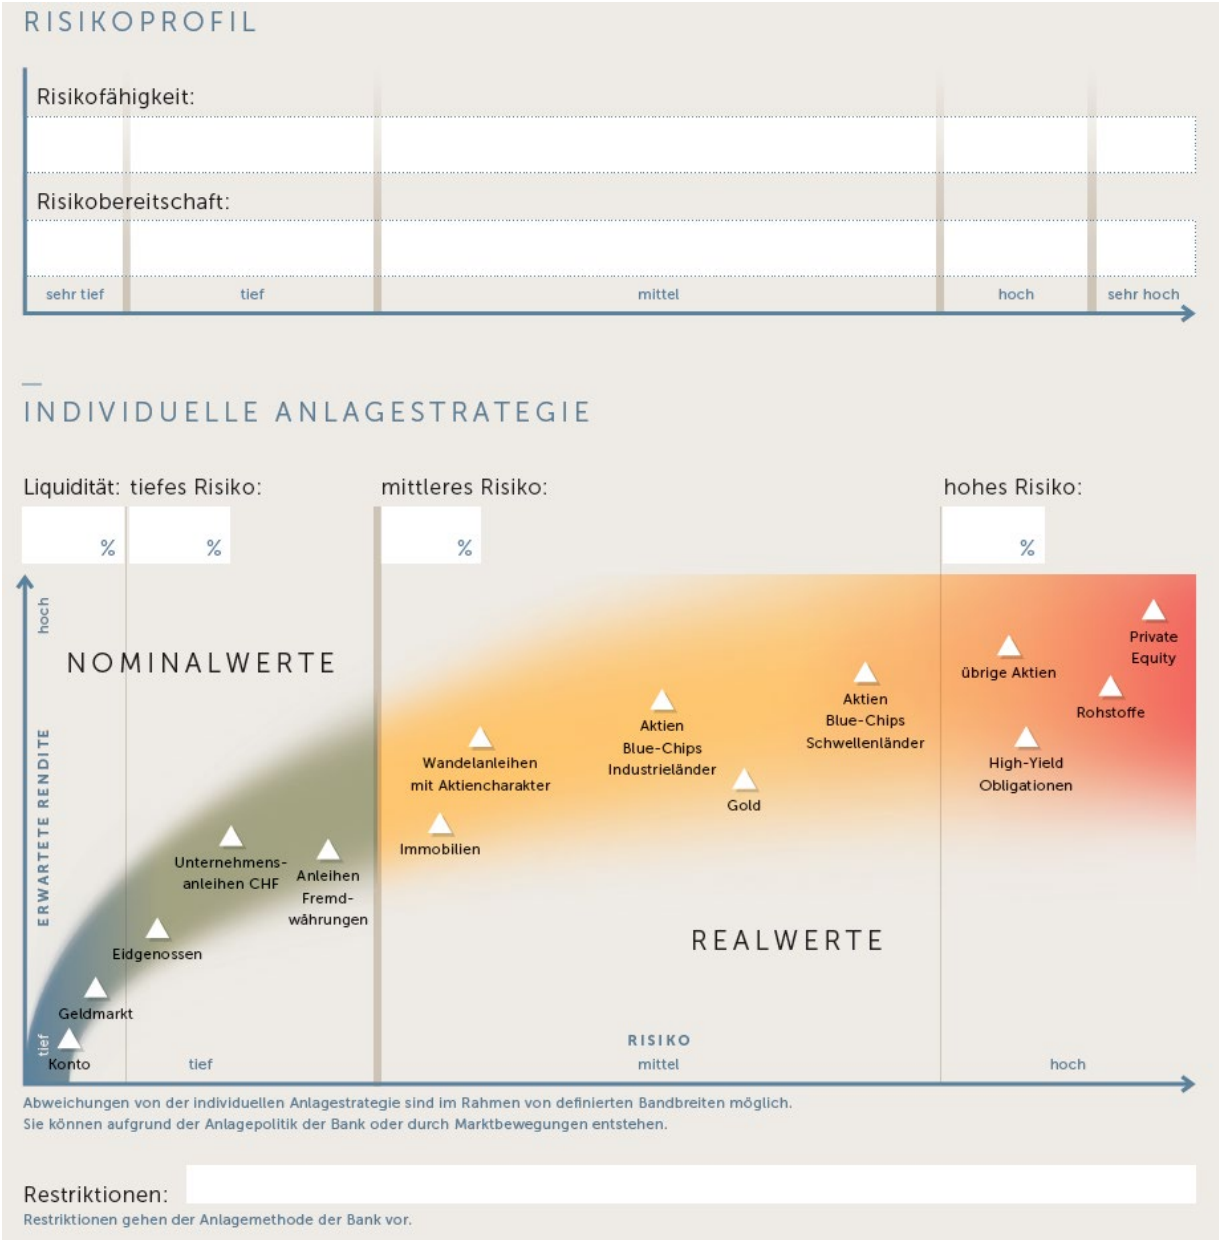 RISIKOPROFIL
Risikofähigkeit:
Risikobereitschaft:
sehr tief tief mittel hoch sehr hoch
INDIVIDUELLE ANLAGESTRATEGIE
Liquidität: tiefes Risiko: mittleres Risiko: hohes Risiko:
% % % %
hoch
NOMINALWERTE
ERWARTETE RENDITE
tief
Private
Equity
übrige Aktien
Rohstoffe
Aktien
Blue-Chips
Schwellenländer
Aktien
Blue-Chips
Industrieländer
Wandelanleihen
mit Aktiencharakter
High-Yield
Obligationen
Gold
Immobilien
Unternehmens-
anleihen CHF
Anleihen
Fremd-
währungen
Eidgenossen
Geldmarkt
Konto
REALWERTE
RISIKO
tief mittel hoch
Abweichungen von der individuellen Anlagestrategie sind im Rahmen von definierten Bandbreiten möglich.
Sie können aufgrund der Anlagepolitik der Bank oder durch Marktbewegungen entstehen.
Restriktionen:
Restriktionen gehen der Anlagemethode der Bank vor.